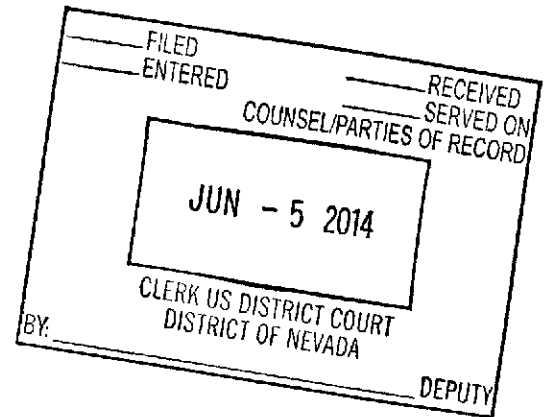 FILED
ENTERED
RECEIVED
SERVED ON
COUNSEL/PARTIES OF RECORD
JUN - 5 2014
CLERK US DISTRICT COURT
DISTRICT OF NEVADA
BY:
DEPUTY